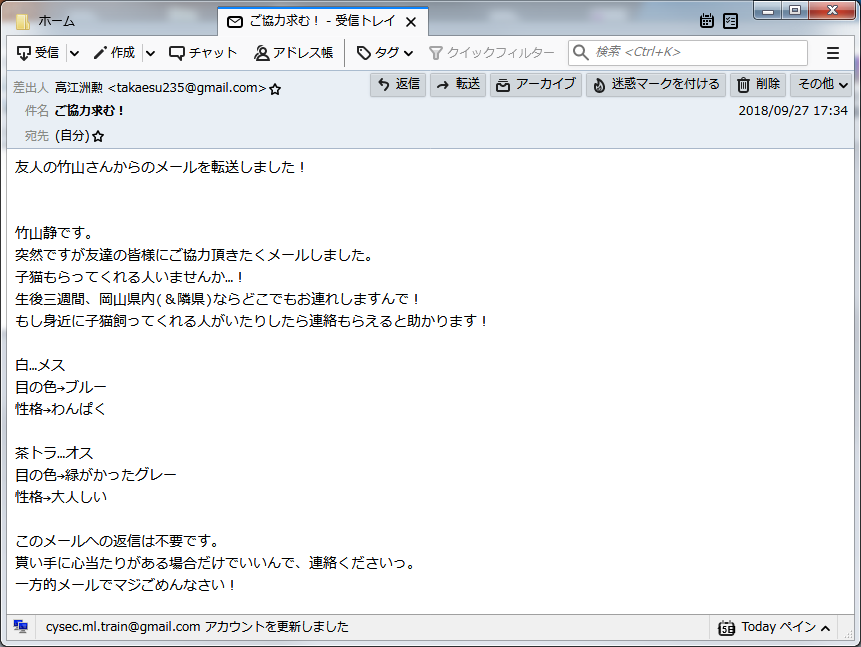 ホーム
ご協力求む！ - 受信トレイ
受信 作成 チャット アドレス帳 タグ クイックフィルター 検索 <Ctrl+K>
差出人 高江洲勲 <takaesu235@gmail.com>
返信 転送 アーカイブ 迷惑マークを付ける 削除 その他
件名 ご協力求む！
2018/09/27 17:34
宛先 (自分)
友人の竹山さんからのメールを転送しました！
竹山静です。
突然ですが友達の皆様にご協力頂きたくメールしました。
子猫もらってくれる人いませんか…！
生後三週間、岡山県内(＆隣県)ならどこでもお連れしますんで！
もし身近に子猫飼ってくれる人がいたりしたら連絡もらえると助かります！
白…メス
目の色→ブルー
性格→わんぱく
茶トラ…オス
目の色→緑がかったグレー
性格→大人しい
このメールへの返信は不要です。
貰い手に心当たりがある場合だけでいいんで、連絡くださいっ。
一方的メールでマジごめんなさい！
cysec.ml.train@gmail.com アカウントを更新しました
Today ペイン